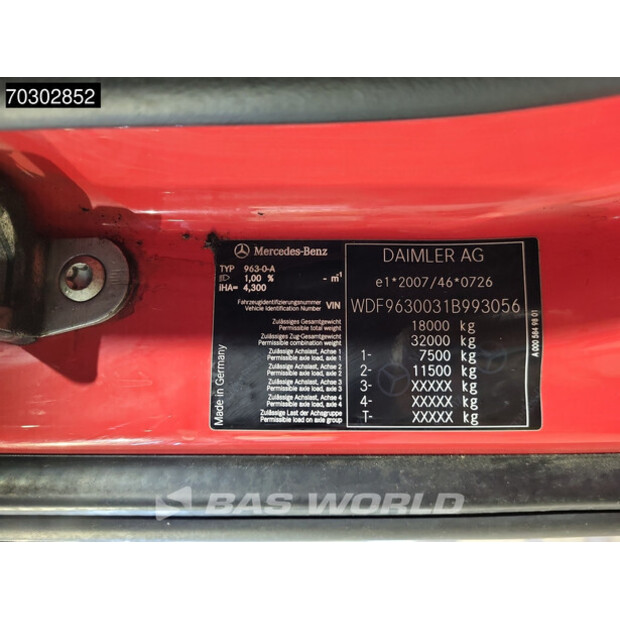 70302852
Mercedes-Benz
TYP 963-0-A
1,00 % - m¹
iHA= 4,300
Fahrzeugidentifizierungsnummer
Vehicle Identification Number VIN
DAIMLER AG
e1*2007/46*0726
WDF9630031B993056
Zulässiges Gesamtgewicht
Permissible total weight 18000 kg
Zulässiges Zug-Gesamtgewicht
Permissible combination weight 32000 kg
Zulässige Achslast, Achse 1
Permissible axle load, axle 1 1- 7500 kg
Zulässige Achslast, Achse 2
Permissible axle load, axle 2 2- 11500 kg
Zulässige Achslast, Achse 3
Permissible axle load, axle 3 3- XXXXX kg
Zulässige Achslast, Achse 4
Permissible axle load, axle 4 4- XXXXX kg
Zulässige Last der Achsgruppe
Permissible load on axle group T- XXXXX kg
Made in Germany
BAS WORLD